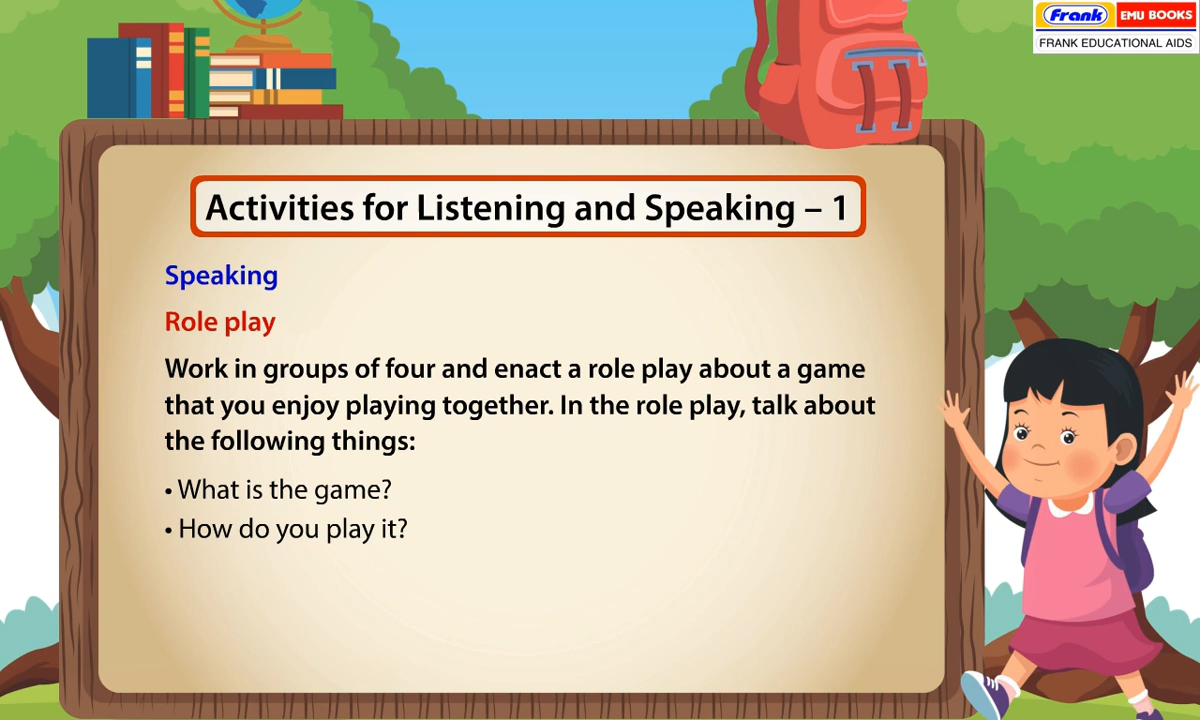 Frank EMU BOOKS
FRANK EDUCATIONAL AIDS
Activities for Listening and Speaking – 1
Speaking
Role play
Work in groups of four and enact a role play about a game
that you enjoy playing together. In the role play, talk about
the following things:
• What is the game?
• How do you play it?